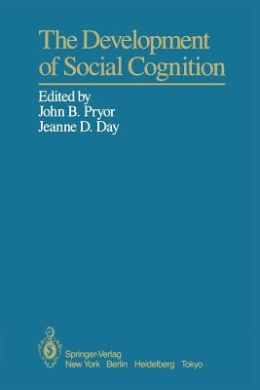 The Development
of Social Cognition
Edited by
John B. Pryor
Jeanne D. Day
Springer-Verlag
New York Berlin Heidelberg Tokyo